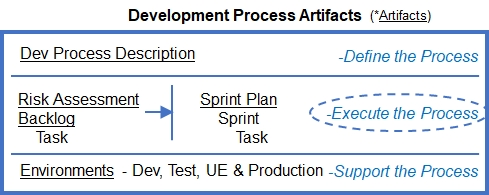 Development Process Artifacts (*Artifacts)
Dev Process Description -Define the Process
Risk Assessment Sprint Plan
Backlog Sprint -Execute the Process
Task Task
Environments - Dev, Test, UE & Production -Support the Process